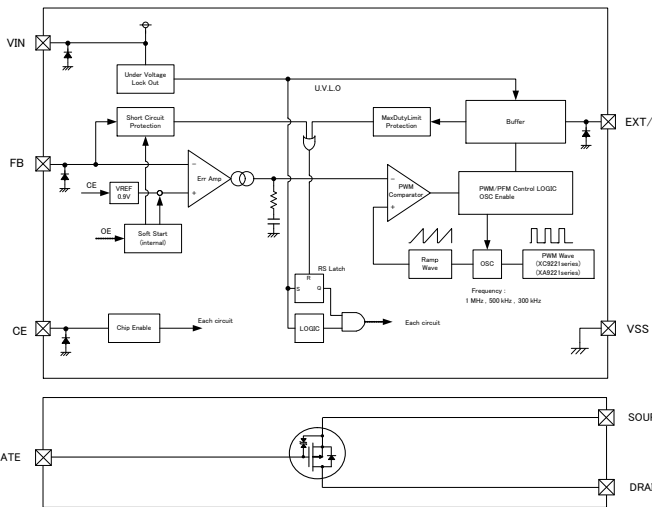 VIN
Under Voltage
Lock Out
U.V.L.O
Short Circuit
Protection
MaxDutyLimit
Protection
Buffer
EXT/
FB
CE
VREF
0.9V
−
+
Err Amp
−
+
PWM
Comparator
PWM/PFM Control LOGIC
OSC Enable
OE
Soft Start
(internal)
Ramp
Wave
OSC
PWM Wave
(XC9221series)
(XA9221series)
Frequency :
1 MHz , 500 kHz , 300 kHz
RS Latch
R
S
Q
LOGIC
Each circuit
CE
Chip Enable
Each circuit
VSS
SOUR
ATE
DRAI